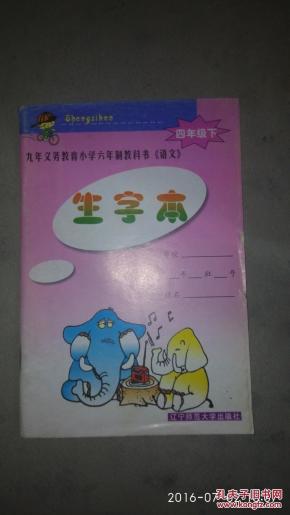 Shengziben
四年级下
九年义务教育小学六年制教科书《语文》
生字本
学校
年 班 号
姓名
辽宁师范大学出版社
孔夫子旧书网